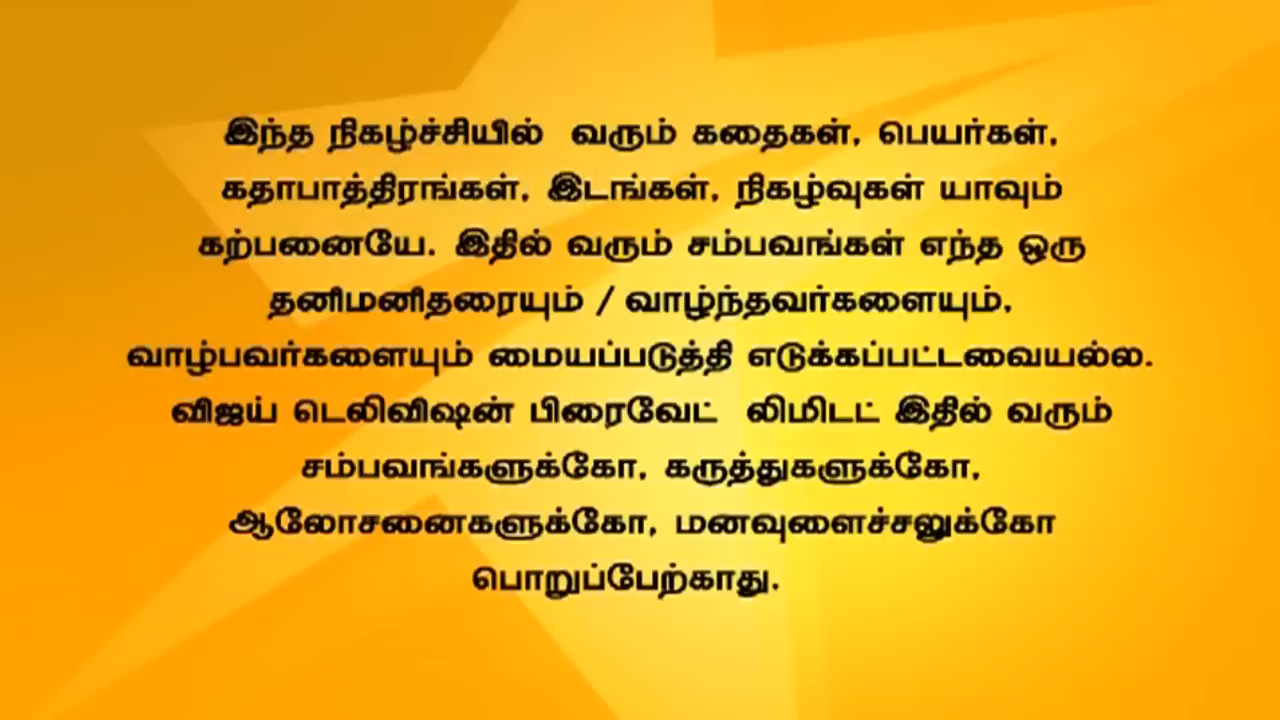 இந்த நிகழ்ச்சியில் வரும் கதைகள், பெயர்கள்,
கதாபாத்திரங்கள், இடங்கள், நிகழ்வுகள் யாவும்
கற்பனையே. இதில் வரும் சம்பவங்கள் எந்த ஒரு
தனிமனிதரையும் / வாழ்ந்தவர்களையும்,
வாழ்பவர்களையும் மையப்படுத்தி எடுக்கப்பட்டவையல்ல.
விஜய் டெலிவிஷன் பிரைவேட் லிமிடட் இதில் வரும்
சம்பவங்களுக்கோ, கருத்துகளுக்கோ,
ஆலோசனைகளுக்கோ, மனவுளைச்சலுக்கோ
பொறுப்பேற்காது.